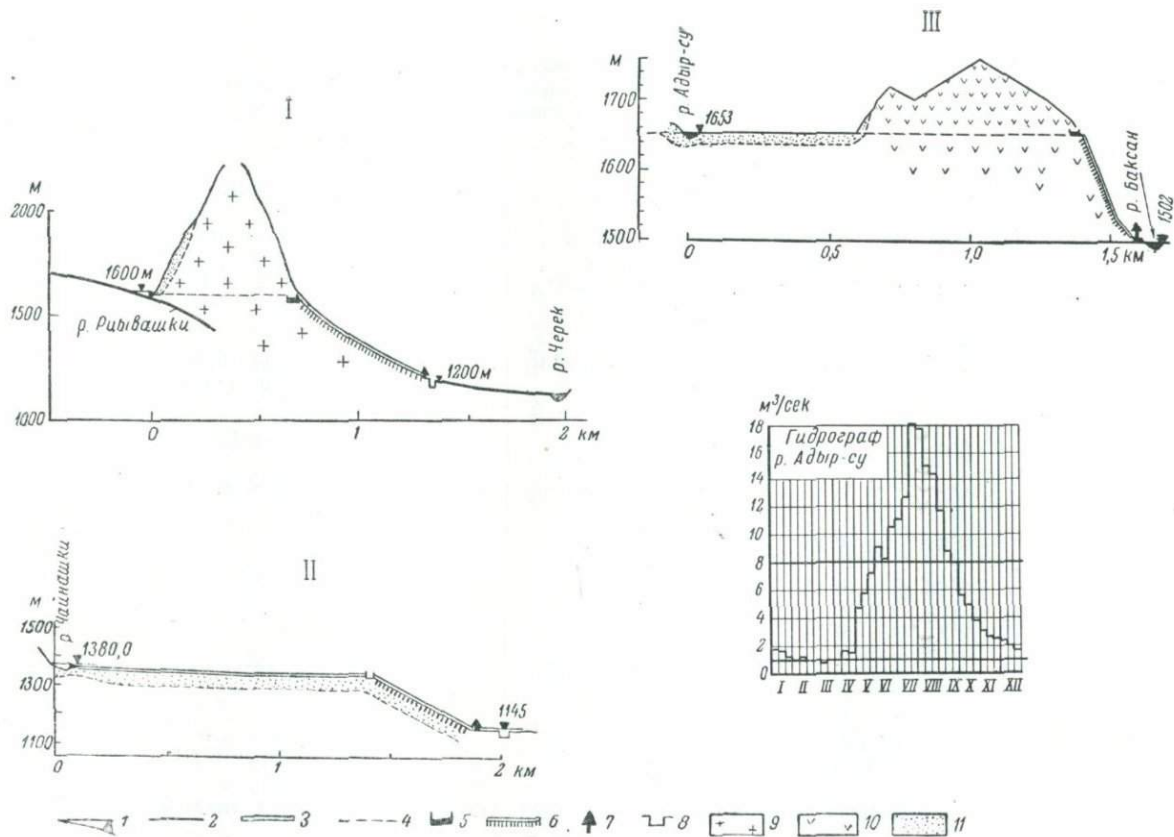 I
м
2000
1500
1000
1600 м
р. Рцывашки
1200 м
р. Черек
0
1
2
км
III
м
1700
1600
1500
р. Адыр-су
1653
р. Баксан
1502
0
0,5
1,0
1,5 км
м³/сек
18
16
14
12
10
8
6
4
2
0
Гидрограф
р. Адыр-су
I II III IV V VI VII VIII IX X XI XII
II
м
1500
1300
1100
р. Чайнашки
1380,0
1145
0
1
2 км
1 2 3 4 5 6 7 8 9 10 11